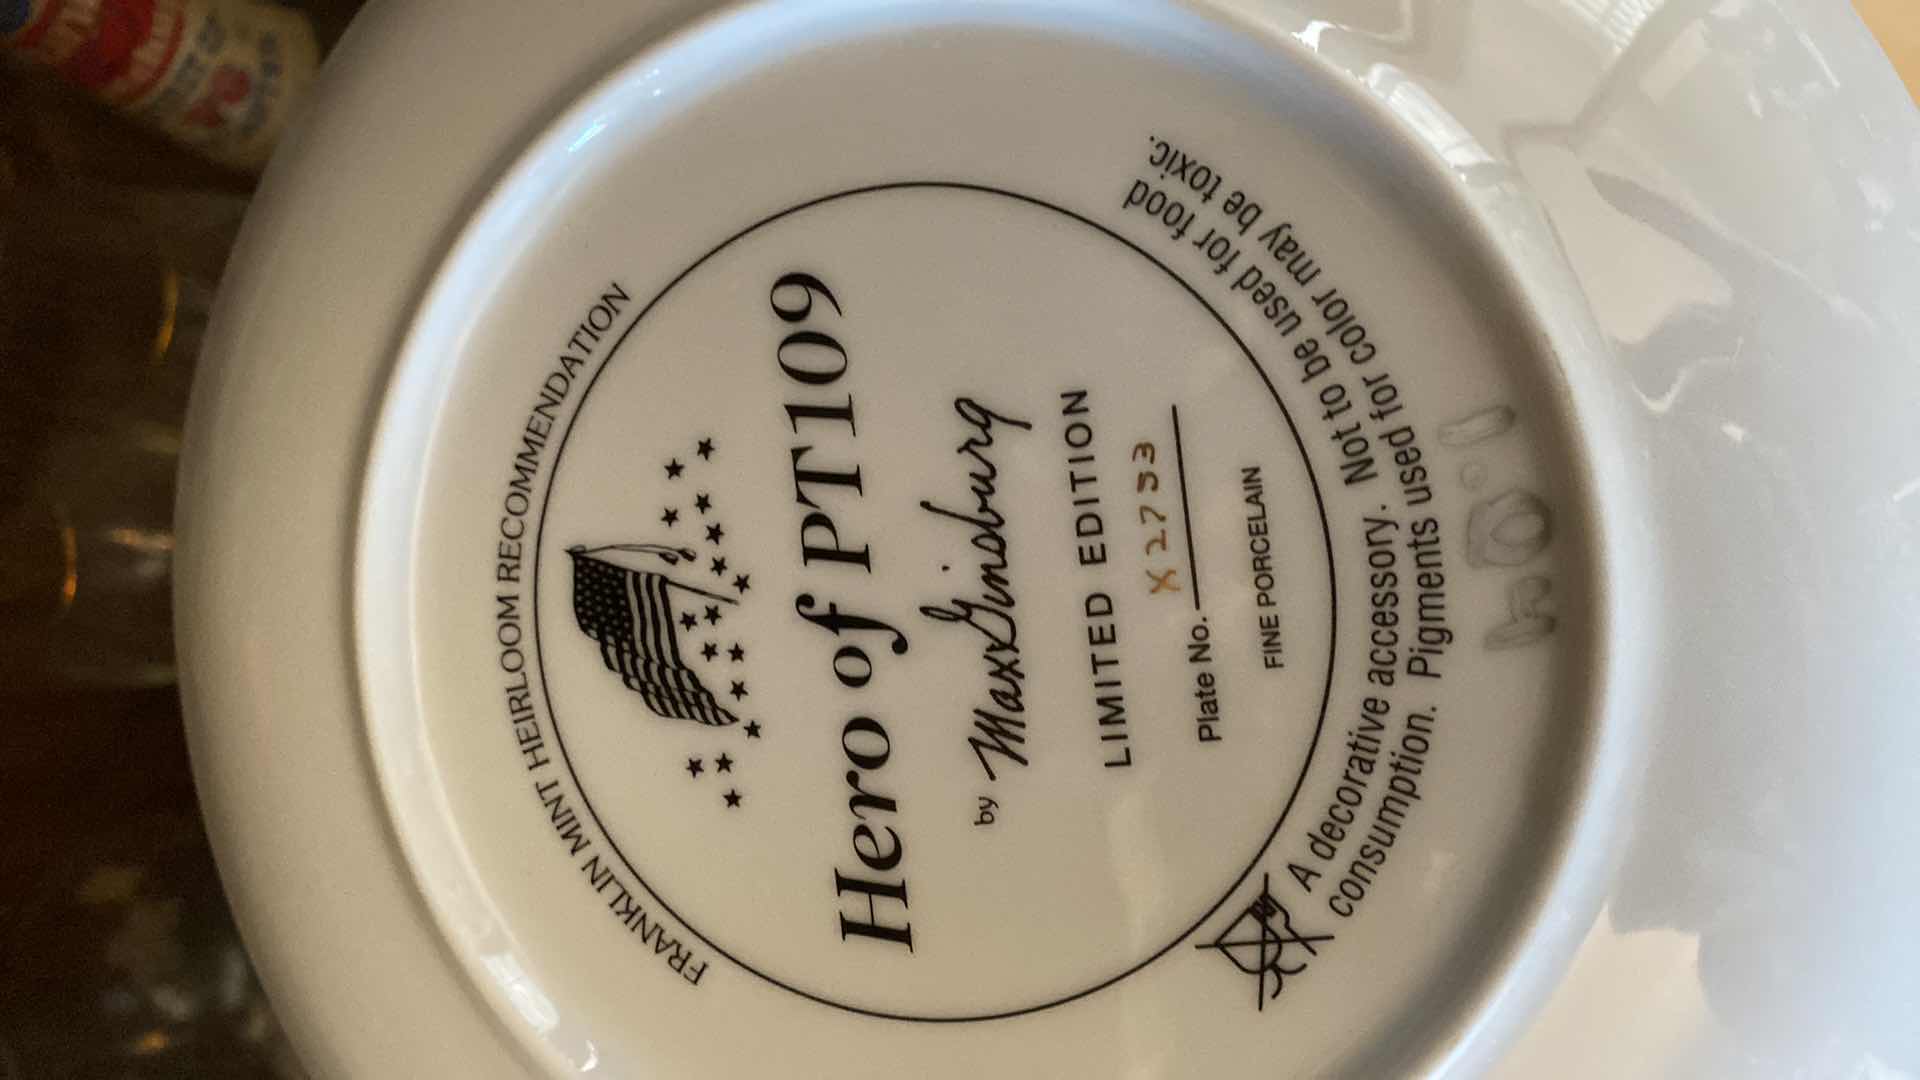 FRANKLIN MINT HEIRLOOM RECOMMENDATION
Hero of PT109
by Max Ginsburg
LIMITED EDITION
Plate No. X2753
FINE PORCELAIN
A decorative accessory. Not to be used for food
consumption. Pigments used for color may be toxic.